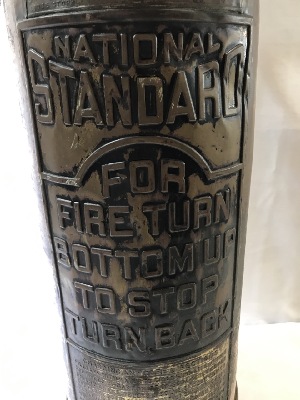 NATIONAL
STANDARD
FOR
FIRE TURN
BOTTOM UP
TO STOP
TURN BACK